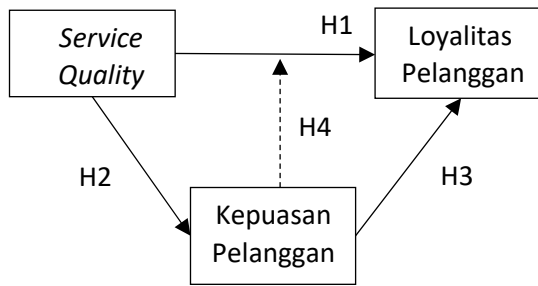 Service
Quality
H1
Loyalitas
Pelanggan
H4
H2
H3
Kepuasan
Pelanggan